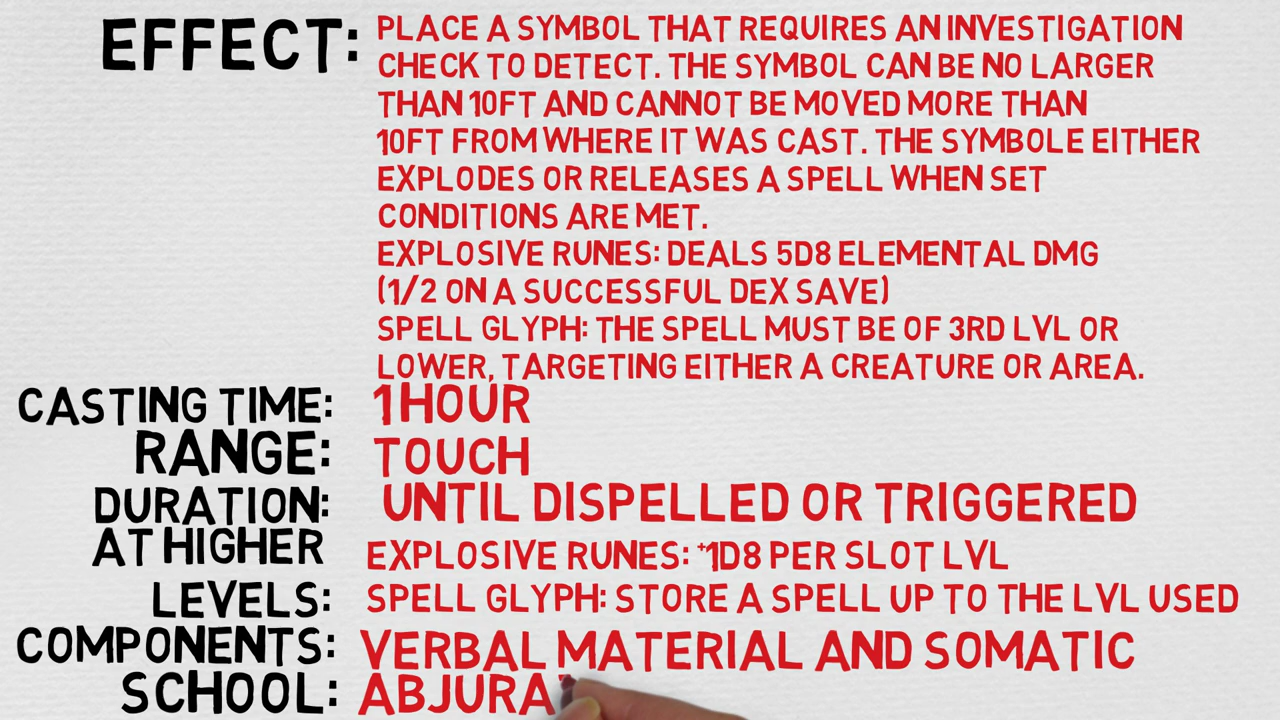 EFFECT: PLACE A SYMBOL THAT REQUIRES AN INVESTIGATION
CHECK TO DETECT. THE SYMBOL CAN BE NO LARGER
THAN 10FT AND CANNOT BE MOVED MORE THAN
10FT FROM WHERE IT WAS CAST. THE SYMBOLE EITHER
EXPLODES OR RELEASES A SPELL WHEN SET
CONDITIONS ARE MET.
EXPLOSIVE RUNES: DEALS 5D8 ELEMENTAL DMG
(1/2 ON A SUCCESSFUL DEX SAVE)
SPELL GLYPH: THE SPELL MUST BE OF 3RD LVL OR
LOWER, TARGETING EITHER A CREATURE OR AREA.
CASTING TIME: 1 HOUR
RANGE: TOUCH
DURATION: UNTIL DISPELLED OR TRIGGERED
AT HIGHER EXPLOSIVE RUNES: +1D8 PER SLOT LVL
LEVELS: SPELL GLYPH: STORE A SPELL UP TO THE LVL USED
COMPONENTS: VERBAL MATERIAL AND SOMATIC
SCHOOL: ABJURA